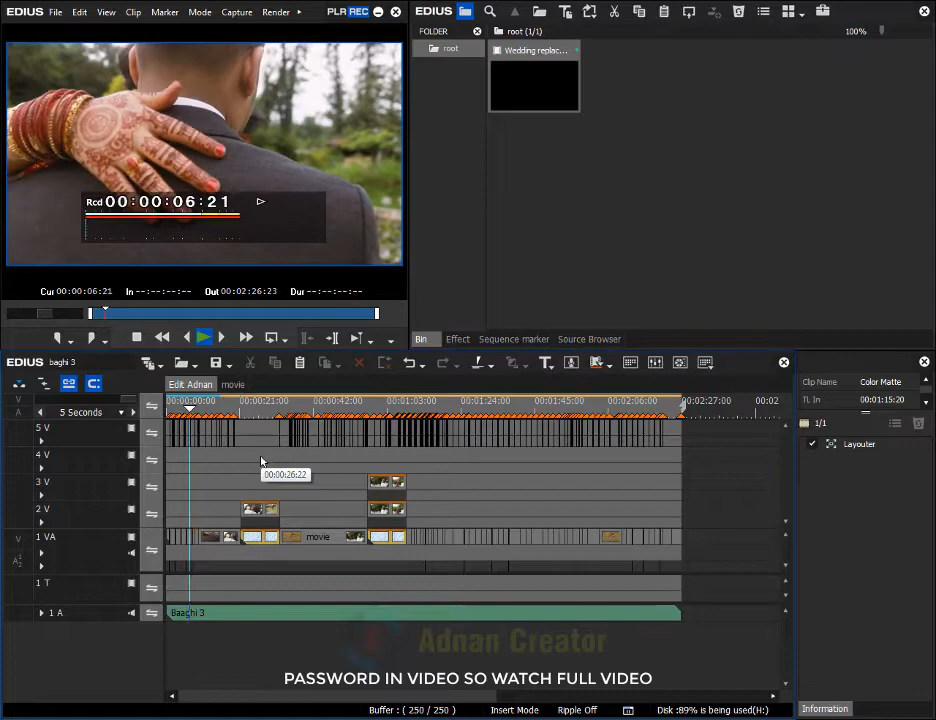 EDIUS File Edit View Clip Marker Mode Capture Render PLR REC
Rcd 00:00:06:21
Cur 00:00:06:21 In --:--:--:-- Out 00:02:26:23 Dur --:--:--:--
EDIUS
FOLDER
root (1/1)
100%
root
Wedding replac...
Bin Effect Sequence marker Source Browser
EDIUS baghi 3
Edit Adnan movie
5 Seconds
00:00:00:00 00:00:21:00 00:00:42:00 00:01:03:00 00:01:24:00 00:01:45:00 00:02:06:00 00:02:27:00 00:02
V
A
5 V
4 V
00:00:26:22
3 V
2 V
V
1 VA
movie
1 T
1 A
Baaghi 3
Clip Name Color Matte
TL In 00:01:15:20
1/1
Layouter
Information
Adnan Creator
PASSWORD IN VIDEO SO WATCH FULL VIDEO
Buffer : ( 250 / 250 ) Insert Mode Ripple Off Disk :89% is being used(H:)